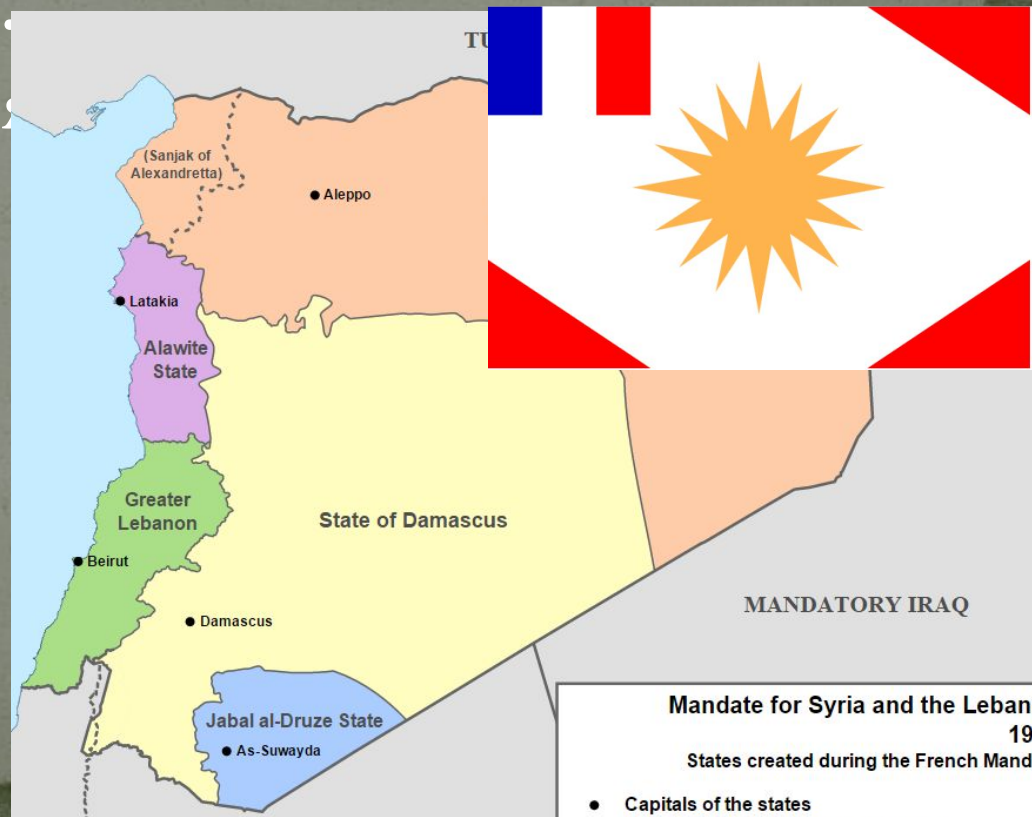 TU
(Sanjak of
Alexandretta)
Aleppo
Latakia
Alawite
State
Greater
Lebanon
State of Damascus
Beirut
Damascus
MANDATORY IRAQ
Jabal al-Druze State
As-Suwayda
Mandate for Syria and the Leban
19
States created during the French Mand
Capitals of the states